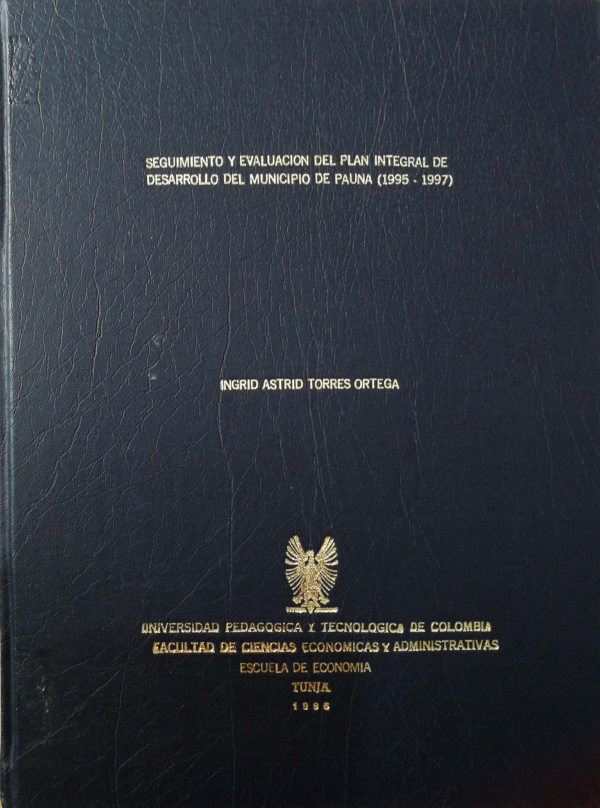 SEGUIMIENTO Y EVALUACION DEL PLAN INTEGRAL DE
DESARROLLO DEL MUNICIPIO DE PAUNA (1995 - 1997)
INGRID ASTRID TORRES ORTEGA
UNIVERSIDAD PEDAGOGICA Y TECNOLOGICA DE COLOMBIA
FACULTAD DE CIENCIAS ECONOMICAS Y ADMINISTRATIVAS
ESCUELA DE ECONOMIA
TUNJA
1996